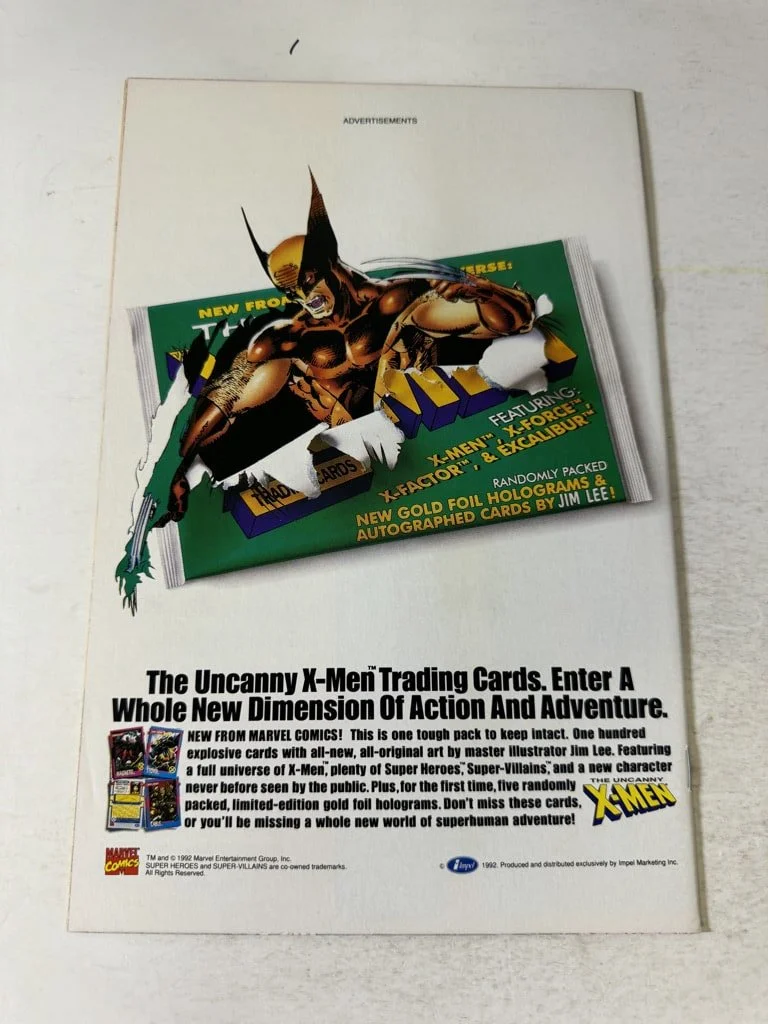 ADVERTISEMENTS
NEW FROM
ERSE:
TH
TRAD CARDS
FEATURING:
X-MEN™, X-FORCE™,
X-FACTOR™, & EXCALIBUR™
RANDOMLY PACKED
NEW GOLD FOIL HOLOGRAMS &
AUTOGRAPHED CARDS BY JIM LEE!
The Uncanny X-Men™ Trading Cards. Enter A
Whole New Dimension Of Action And Adventure.
NEW FROM MARVEL COMICS! This is one tough pack to keep intact. One hundred
explosive cards with all-new, all-original art by master illustrator Jim Lee. Featuring
a full universe of X-Men™, plenty of Super Heroes™, Super-Villains™, and a new character
never before seen by the public. Plus, for the first time, five randomly
packed, limited-edition gold foil holograms. Don't miss these cards,
or you'll be missing a whole new world of superhuman adventure!
THE UNCANNY
X-MEN
MARVEL
COMICS
TM and © 1992 Marvel Entertainment Group, Inc.
SUPER HEROES and SUPER-VILLAINS are co-owned trademarks.
All Rights Reserved.
© Impel 1992. Produced and distributed exclusively by Impel Marketing Inc.